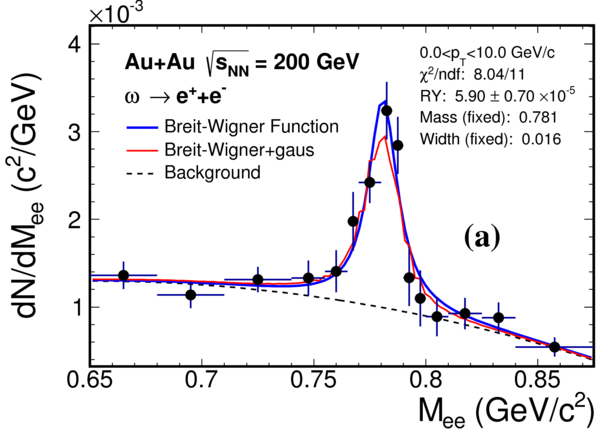 ×10⁻³
Au+Au √s_NN = 200 GeV
ω → e⁺+e⁻
Breit-Wigner Function
Breit-Wigner+gaus
Background
0.0<p_T<10.0 GeV/c
χ²/ndf: 8.04/11
RY: 5.90 ± 0.70 ×10⁻⁵
Mass (fixed): 0.781
Width (fixed): 0.016
(a)
dN/dM_ee (c²/GeV)
4
3
2
1
0.65 0.7 0.75 0.8 0.85
M_ee (GeV/c²)